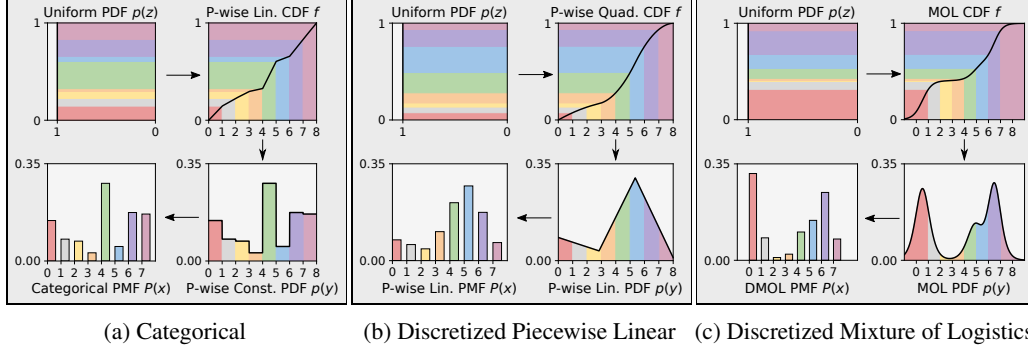 Uniform PDF p(z)
P-wise Lin. CDF f
1
0
1
0
1
0
0 1 2 3 4 5 6 7 8
0.35
0.00
0 1 2 3 4 5 6 7
Categorical PMF P(x)
0.35
0.00
0 1 2 3 4 5 6 7 8
P-wise Const. PDF p(y)
(a) Categorical
Uniform PDF p(z)
P-wise Quad. CDF f
1
0
1
0
1
0
0 1 2 3 4 5 6 7 8
0.35
0.00
0 1 2 3 4 5 6 7
P-wise Lin. PMF P(x)
0.35
0.00
0 1 2 3 4 5 6 7 8
P-wise Lin. PDF p(y)
(b) Discretized Piecewise Linear
Uniform PDF p(z)
MOL CDF f
1
0
1
0
1
0
0 1 2 3 4 5 6 7 8
0.35
0.00
0 1 2 3 4 5 6 7
DMOL PMF P(x)
0.35
0.00
0 1 2 3 4 5 6 7 8
MOL PDF p(y)
(c) Discretized Mixture of Logistics